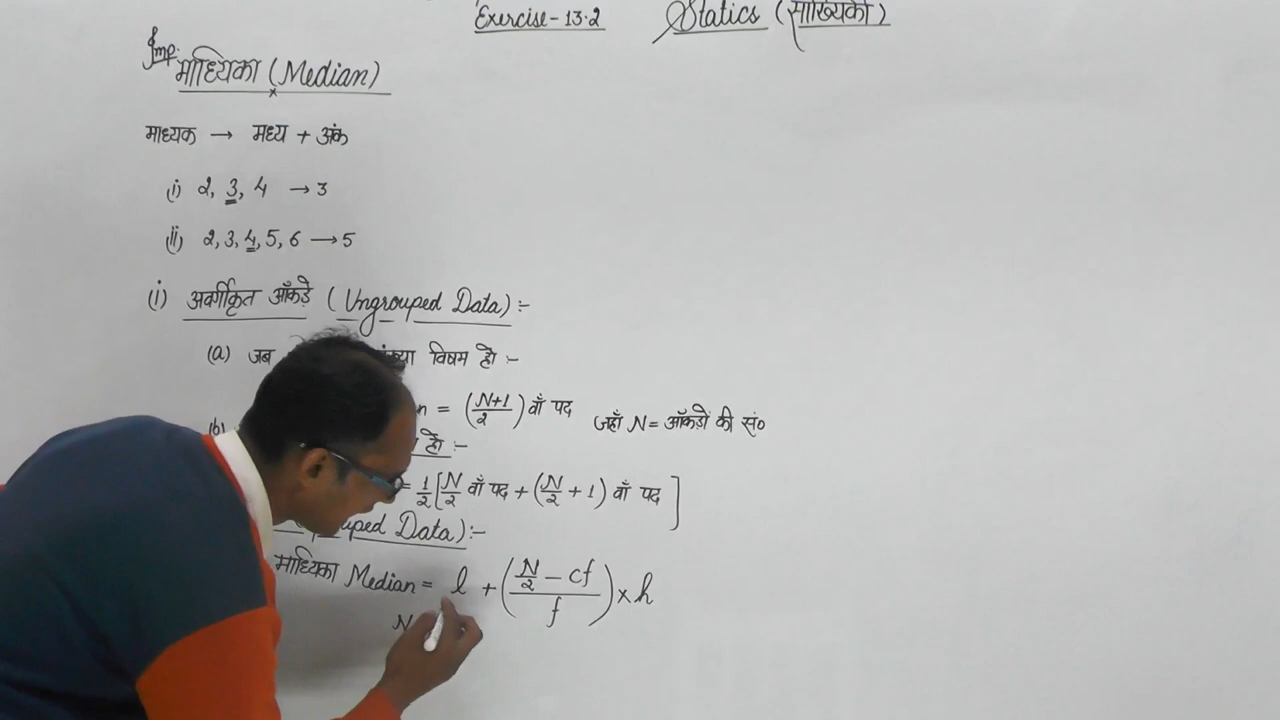 Exercise-13.2 Statics (सांख्यिकी)
Imp.
माध्यिका (Median)
माध्यक → मध्य + अंक
(i) 2, 3, 4 → 3
(ii) 2, 3, 4, 5, 6 → 5
(i) अवर्गीकृत आँकड़े (Ungrouped Data) :-
(a) जब विषम हो :-
= (N+1/2) वाँ पद जहाँ N = आँकड़ों की सं०
(b) हो :-
= 1/2 [N/2 वाँ पद + (N/2 + 1) वाँ पद]
Data) :-
माध्यिका Median = l + (N/2 - cf / f) × h
N